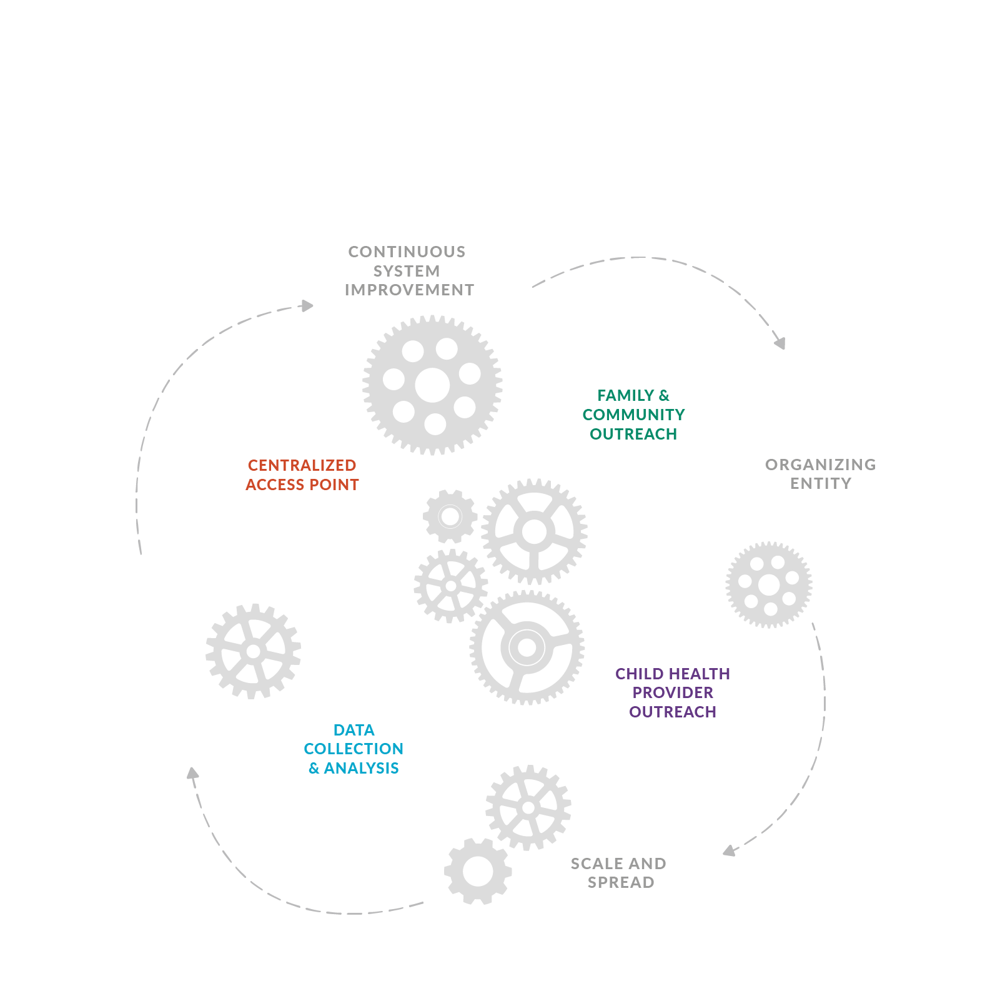 CONTINUOUS
SYSTEM
IMPROVEMENT
FAMILY &
COMMUNITY
OUTREACH
CENTRALIZED
ACCESS POINT
ORGANIZING
ENTITY
CHILD HEALTH
PROVIDER
OUTREACH
DATA
COLLECTION
& ANALYSIS
SCALE AND
SPREAD